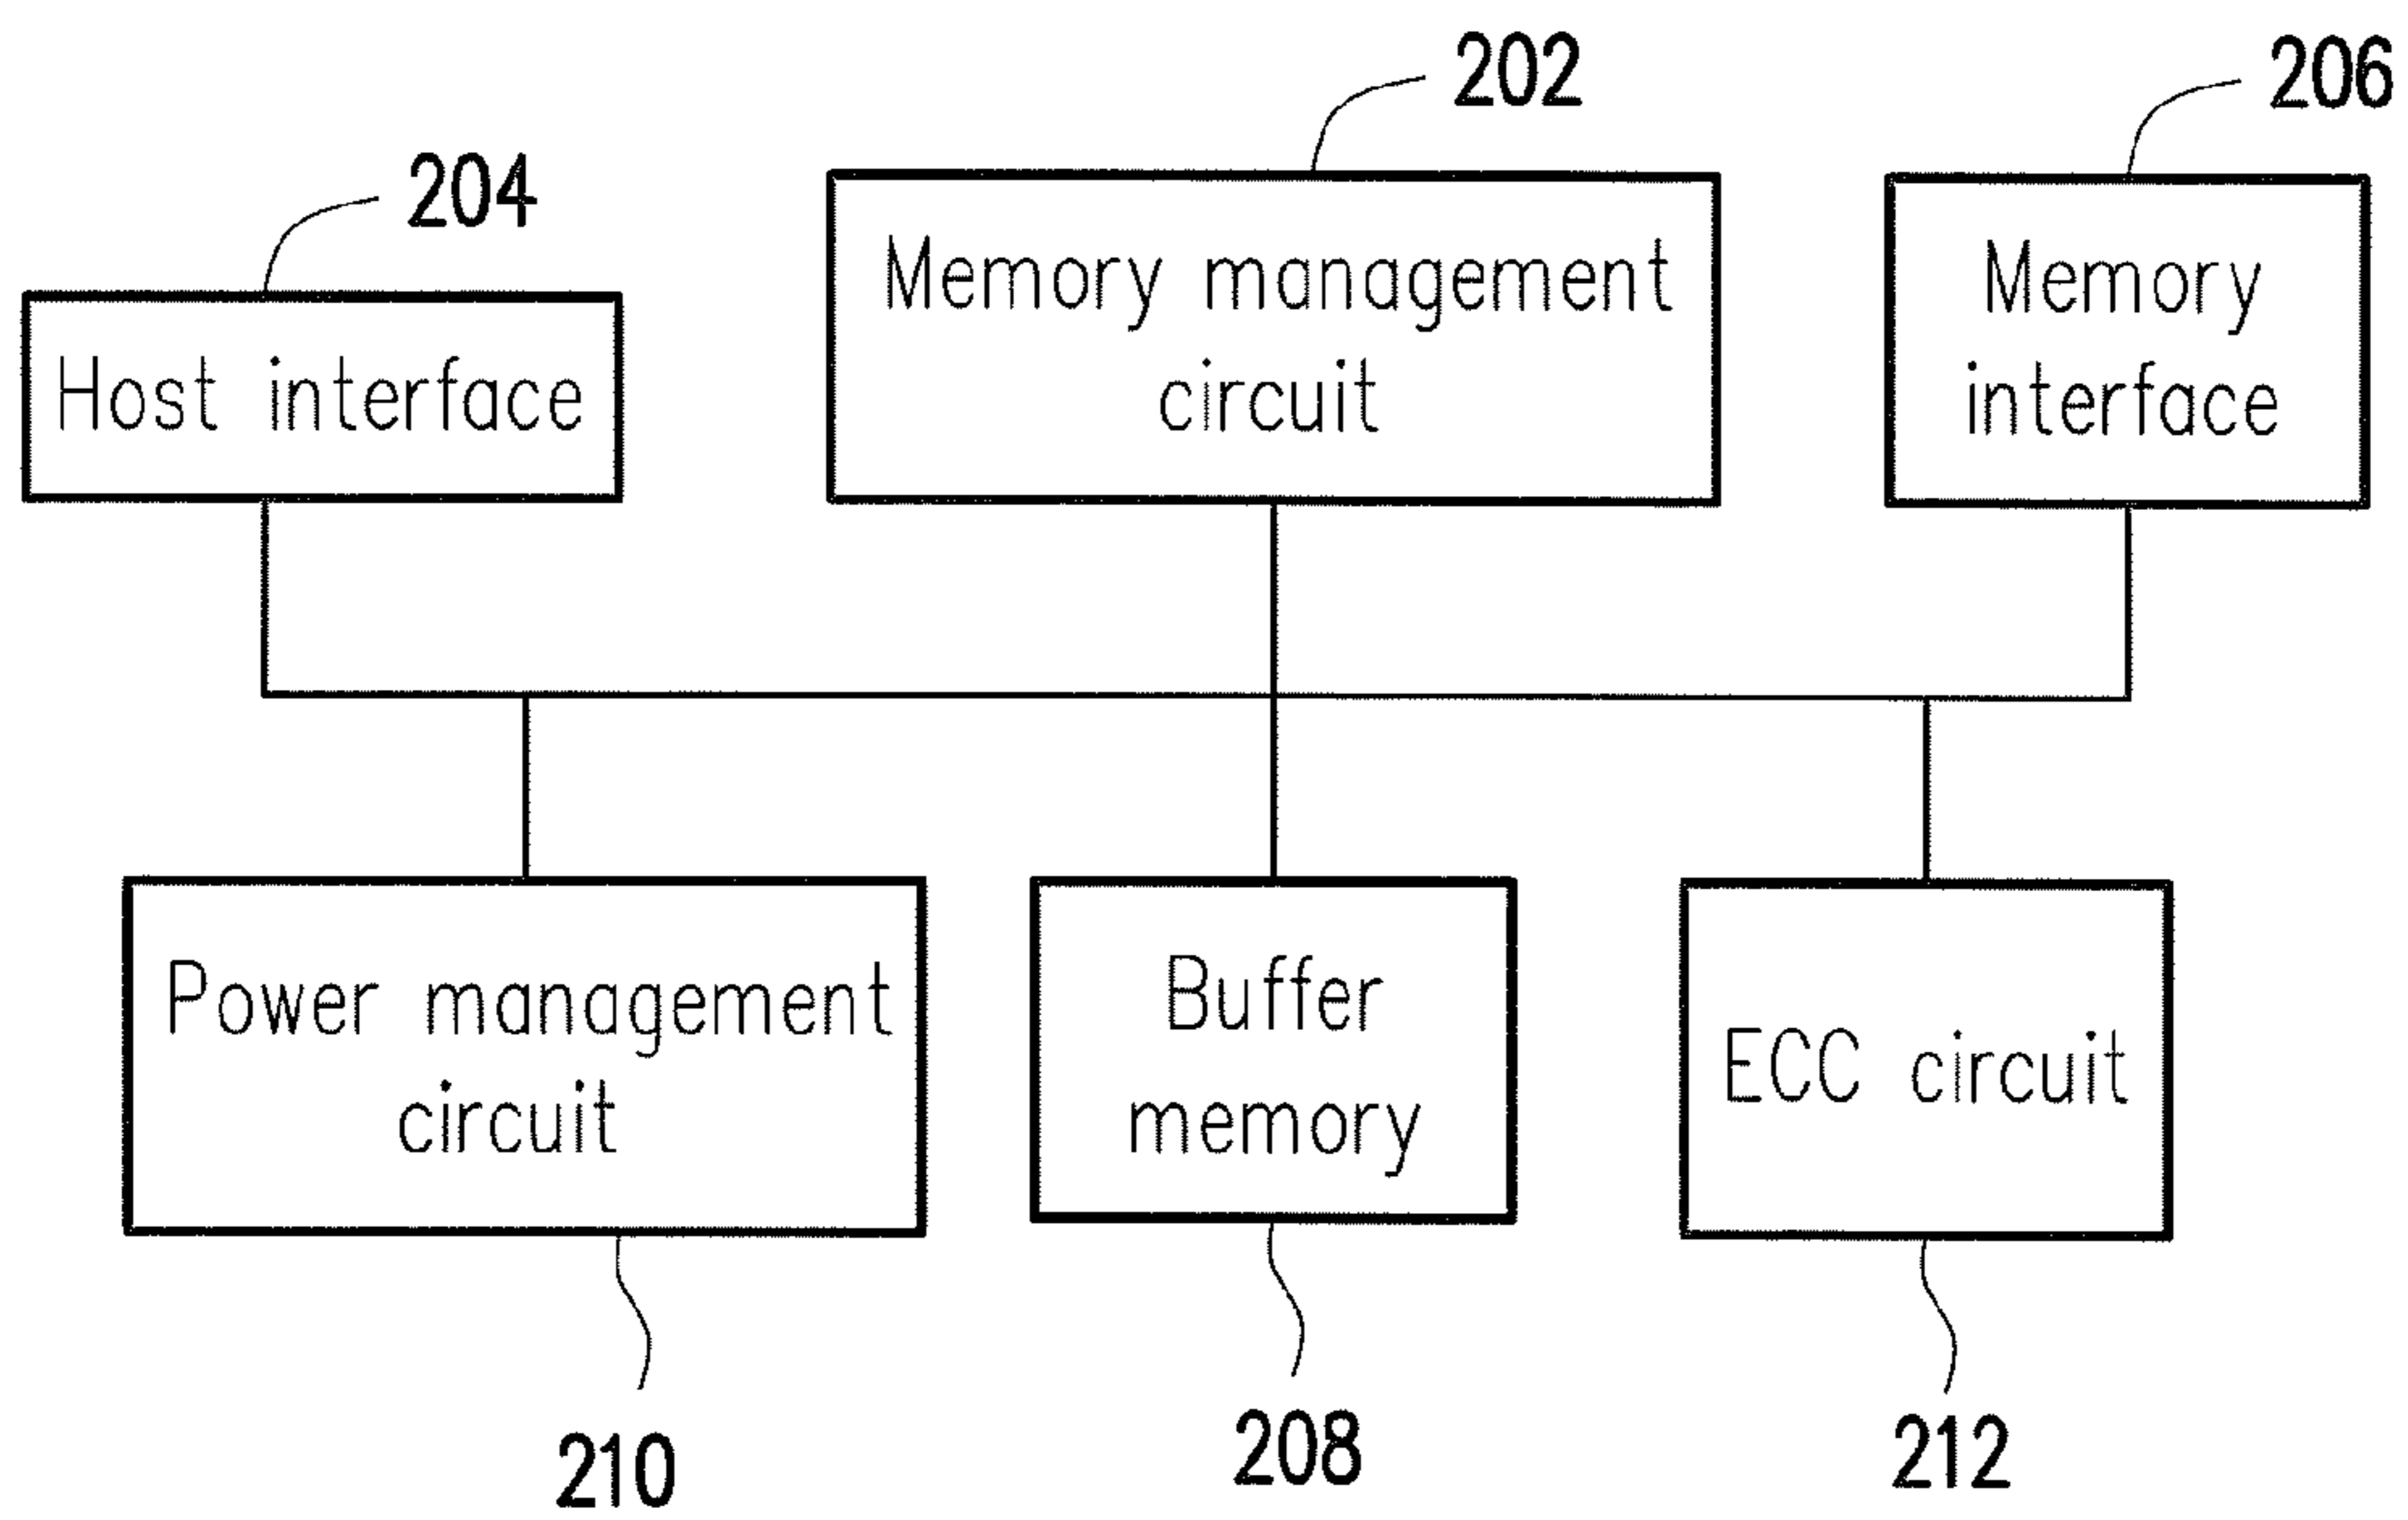 202
206
204
Memory management
circuit
Memory
interface
Host interface
Power management
circuit
Buffer
memory
ECC circuit
210
208
212